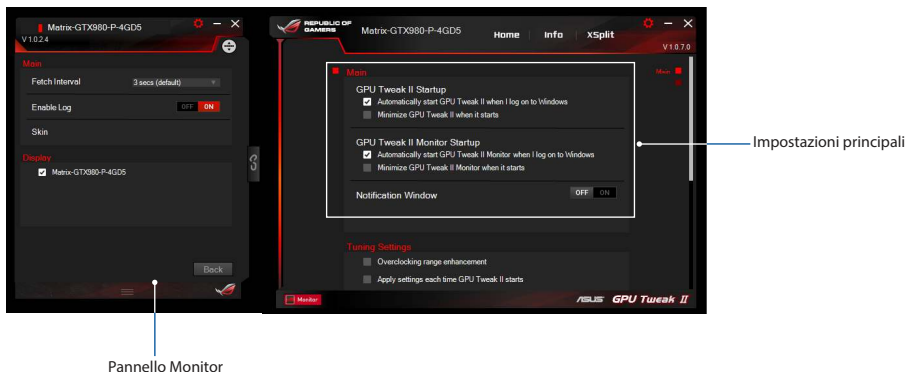 Matrix-GTX980-P-4GD5
V 1.0.2.4
Main
Fetch Interval 3 secs (default)
Enable Log OFF ON
Skin
Display
Matrix-GTX980-P-4GD5
Back
Pannello Monitor
REPUBLIC OF
GAMERS
Matrix-GTX980-P-4GD5
Home Info XSplit
V 1.0.7.0
Main
Main
GPU Tweak II Startup
Automatically start GPU Tweak II when I log on to Windows
Minimize GPU Tweak II when it starts
GPU Tweak II Monitor Startup
Automatically start GPU Tweak II Monitor when I log on to Windows
Minimize GPU Tweak II Monitor when it starts
Notification Window OFF ON
Tuning Settings
Overclocking range enhancement
Apply settings each time GPU Tweak II starts
Monitor
ASUS GPU Tweak II
Impostazioni principali